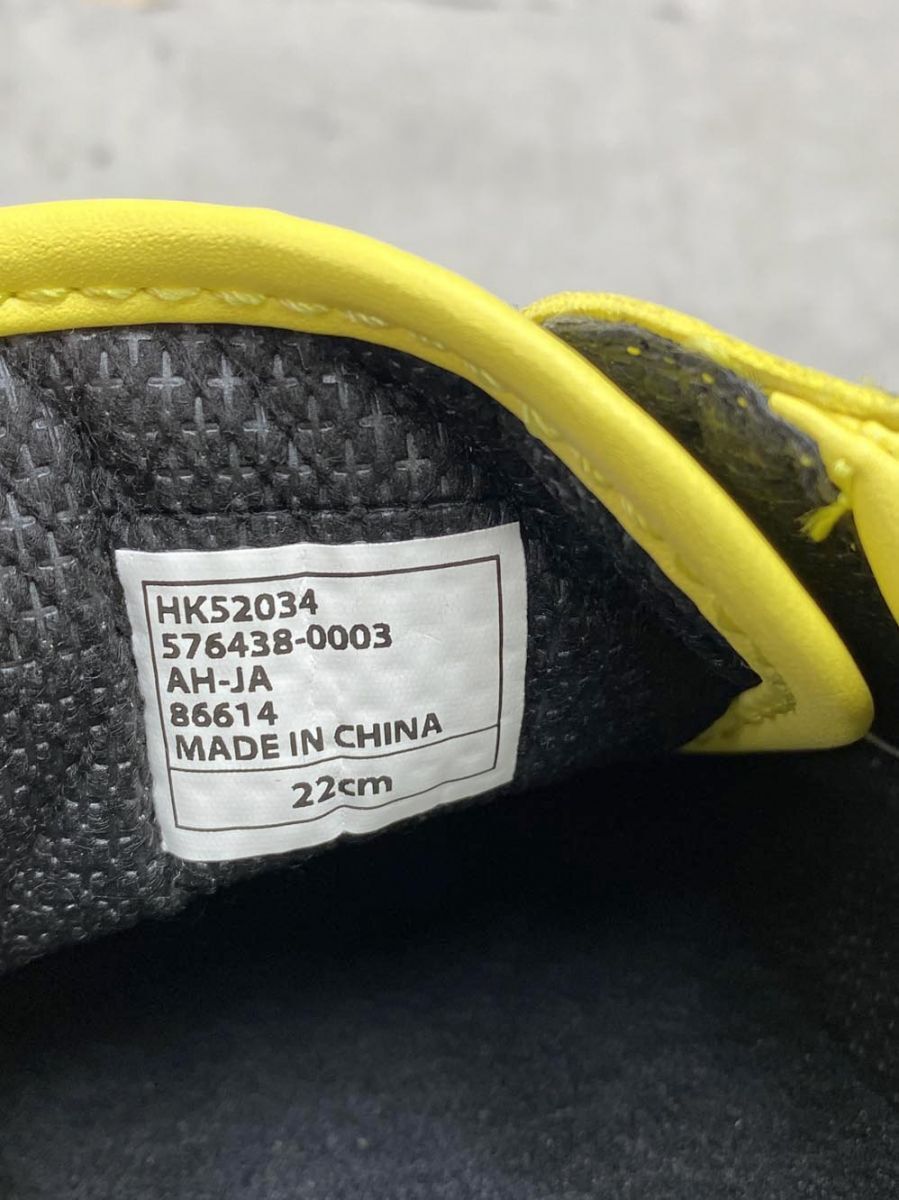 HK52034
576438-0003
AH-JA
86614
MADE IN CHINA
22cm